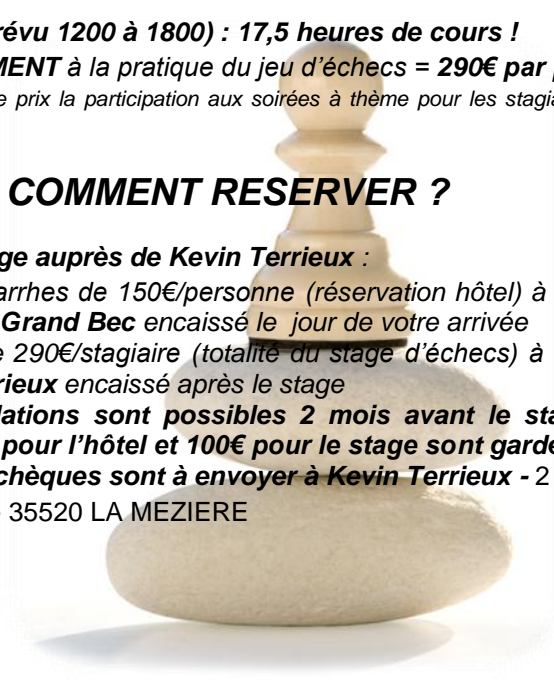 révu 1200 à 1800) : 17,5 heures de cours !
MENT à la pratique du jeu d'échecs = 290€ par p
e prix la participation aux soirées à thème pour les stagia
COMMENT RESERVER ?
ge auprès de Kevin Terrieux :
arrhes de 150€/personne (réservation hôtel) à
Grand Bec encaissé le jour de votre arrivée
e 290€/stagiaire (totalité du stage d'échecs) à
rieux encaissé après le stage
lations sont possibles 2 mois avant le sta
pour l'hôtel et 100€ pour le stage sont garde
chèques sont à envoyer à Kevin Terrieux - 2
35520 LA MEZIERE